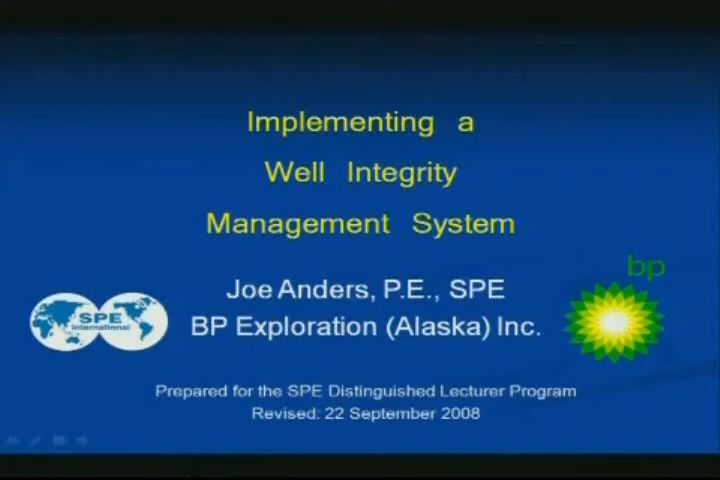 Implementing a
Well Integrity
Management System
bp
Joe Anders, P.E., SPE
SPE
International
BP Exploration (Alaska) Inc.
Prepared for the SPE Distinguished Lecturer Program
Revised: 22 September 2008